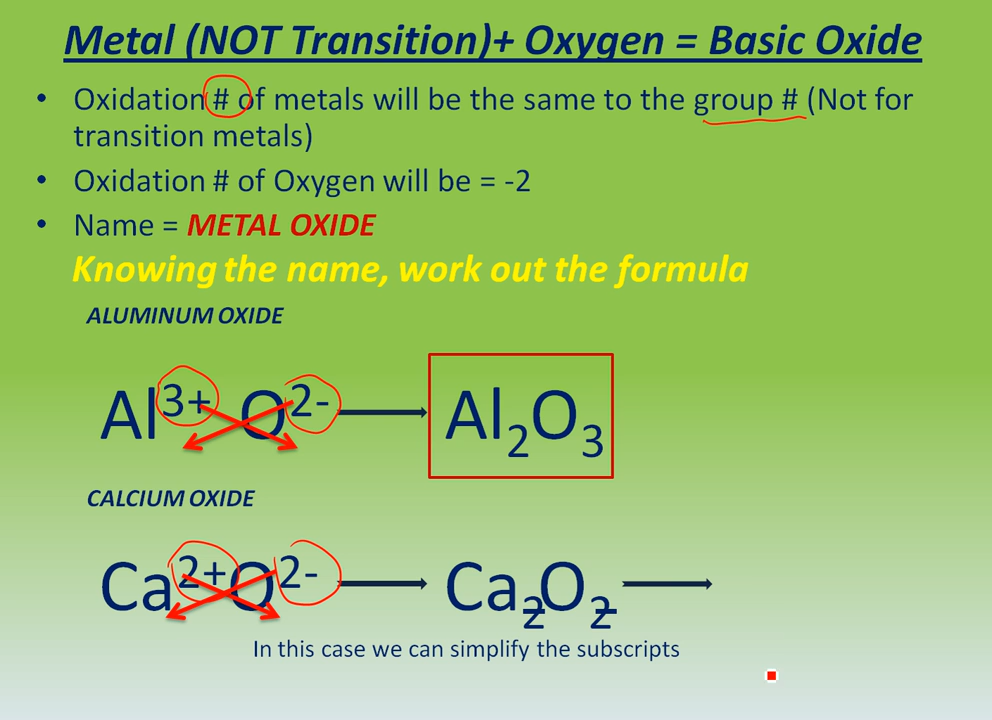 Metal (NOT Transition)+ Oxygen = Basic Oxide
• Oxidation # of metals will be the same to the group # (Not for
transition metals)
• Oxidation # of Oxygen will be = -2
• Name = METAL OXIDE
Knowing the name, work out the formula
ALUMINUM OXIDE
Al³⁺ O²⁻ → Al₂O₃
CALCIUM OXIDE
Ca²⁺O²⁻ → Ca₂O₂ →
In this case we can simplify the subscripts